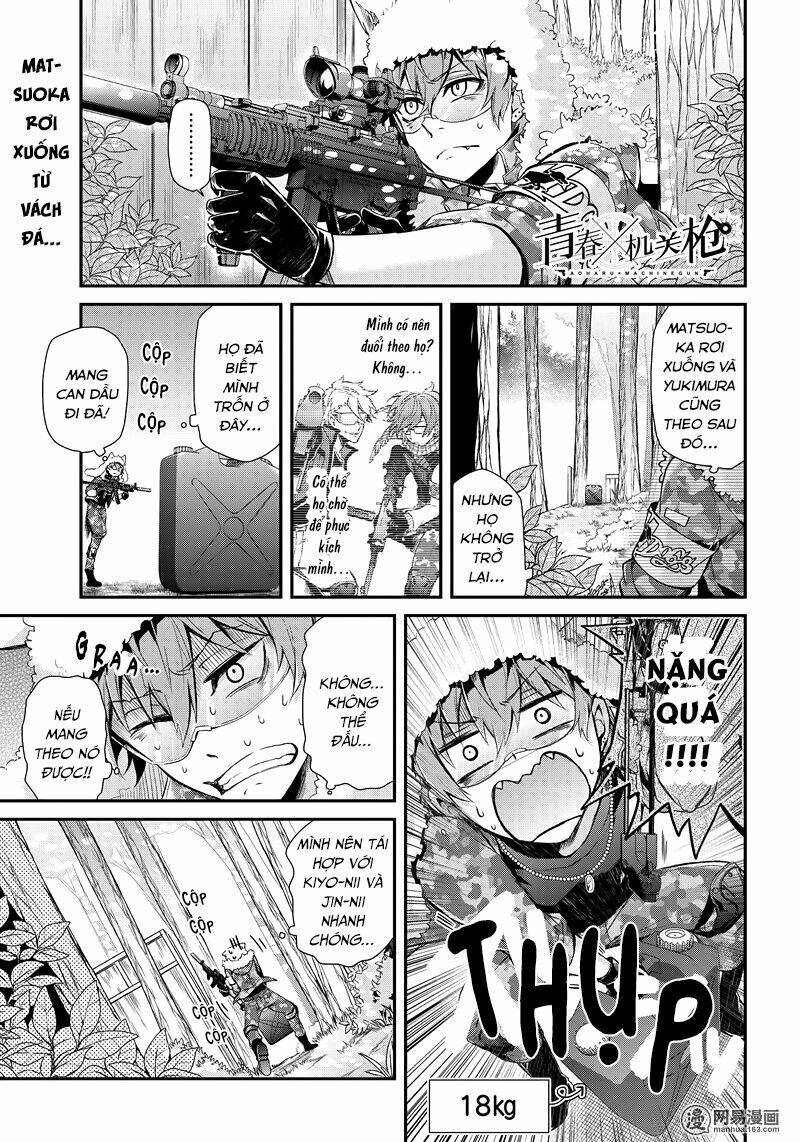 MAT-
SUOKA
RƠI
XUỐNG
TỪ
VÁCH
ĐÁ...
.........
青春×机关枪
AOHARU×MACHINEGUN
MATSUO-
KA RƠI
XUỐNG VÀ
YUKIMURA
CŨNG
THEO SAU
ĐÓ...
NHƯNG
HỌ
KHÔNG
TRỞ
LẠI...
Mình có nên
đuổi theo họ?
Không...
Có thể
họ chờ
để phục
kích
mình...
HỌ ĐÃ
BIẾT
MÌNH
TRỐN Ở
ĐÂY...
CỘP
CỘP
CỘP
MANG
CAN DẦU
ĐI ĐÃ!
NẶNG
QUÁ
!!!!
THỤP
18kg
GRAA...
KHÔNG...
KHÔNG
THỂ
ĐÂU...
NẾU
MANG
THEO NÓ
ĐƯỢC!!
MÌNH NÊN TÁI
HỢP VỚI
KIYO-NII VÀ
JIN-NII
NHANH
CHÓNG...
CỘP
CỘP
CỘP
CỘP
网易漫画
manhua.163.com